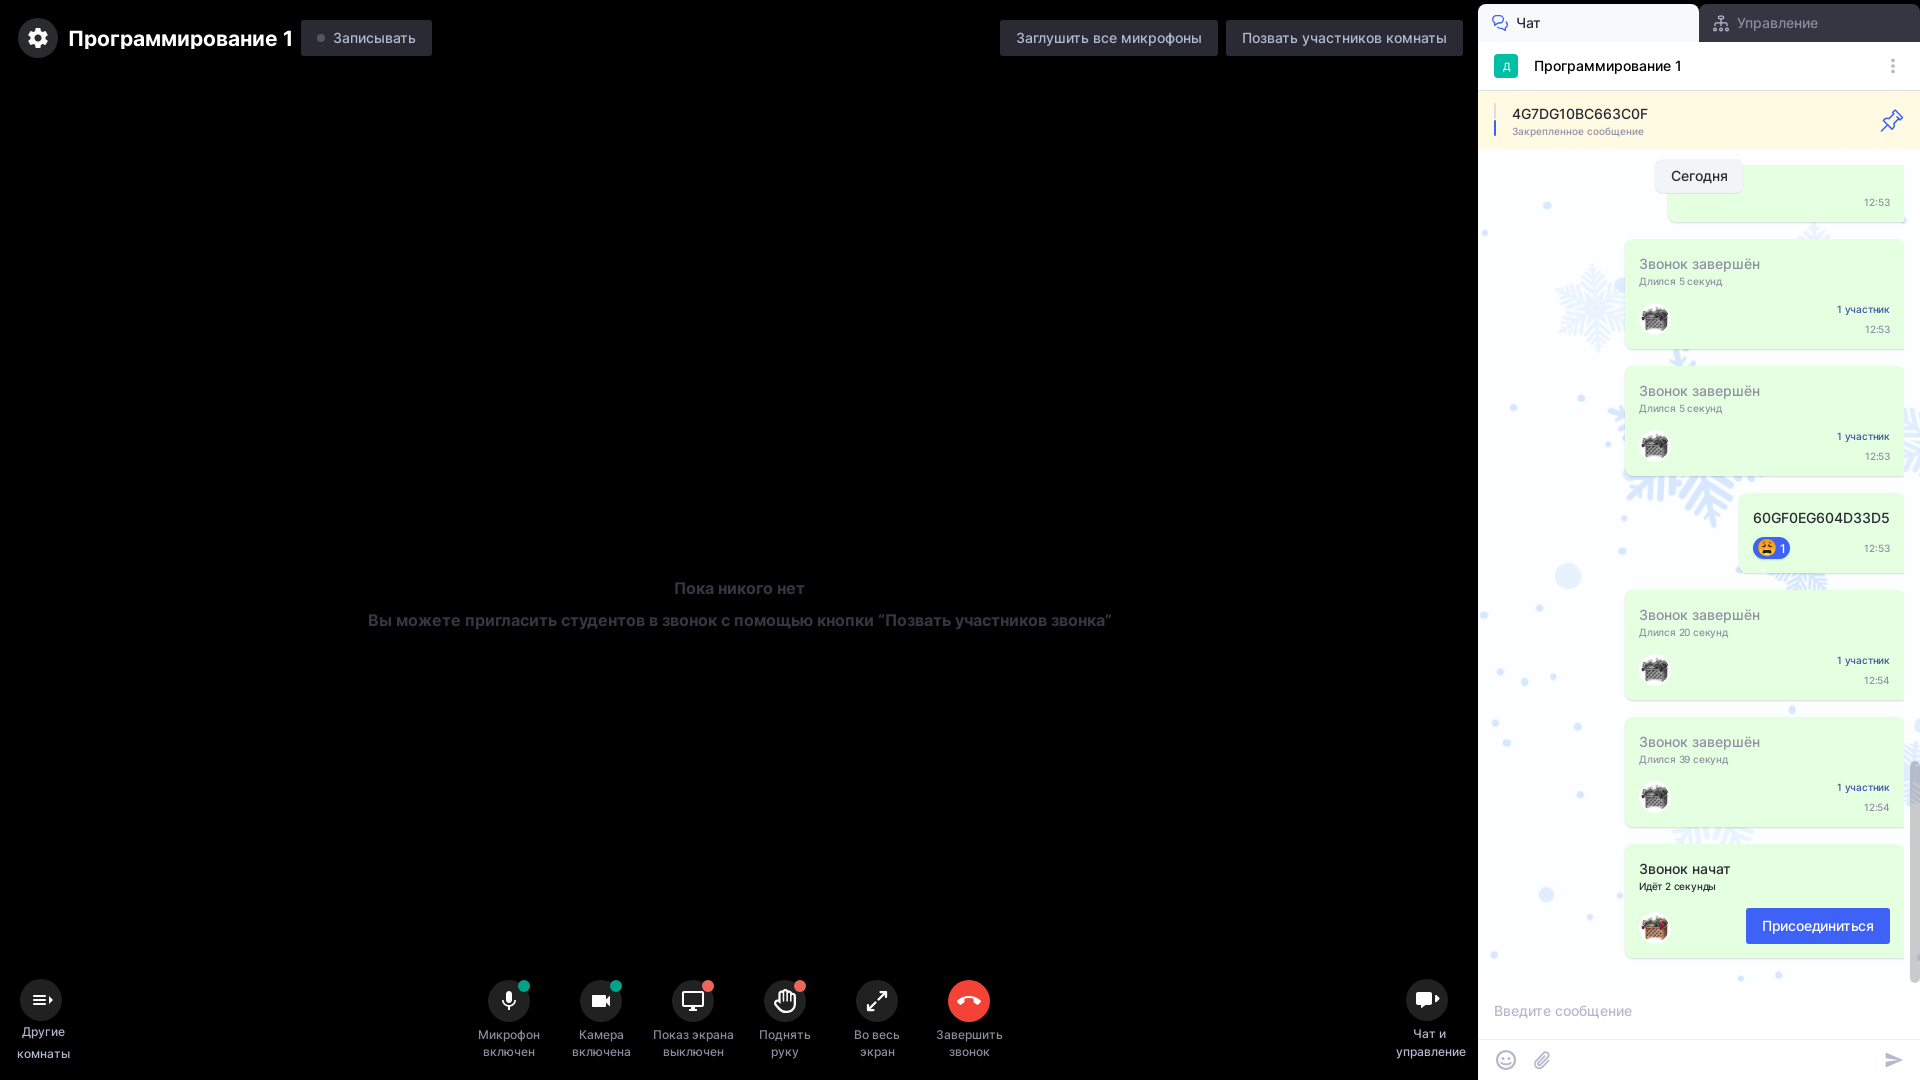 Программирование 1
Записывать
Заглушить все микрофоны
Позвать участников комнаты
Пока никого нет
Вы можете пригласить студентов в звонок с помощью кнопки “Позвать участников звонка”
Другие
комнаты
Микрофон
включен
Камера
включена
Показ экрана
выключен
Поднять
руку
Во весь
экран
Завершить
звонок
Чат и
управление
Чат
Управление
Д
Программирование 1
4G7DG10BC663C0F
Закрепленное сообщение
Сегодня
12:53
Звонок завершён
Длился 5 секунд
1 участник
12:53
Звонок завершён
Длился 5 секунд
1 участник
12:53
60GF0EG604D33D5
1
12:53
Звонок завершён
Длился 20 секунд
1 участник
12:54
Звонок завершён
Длился 39 секунд
1 участник
12:54
Звонок начат
Идёт 2 секунды
Присоединиться
Введите сообщение